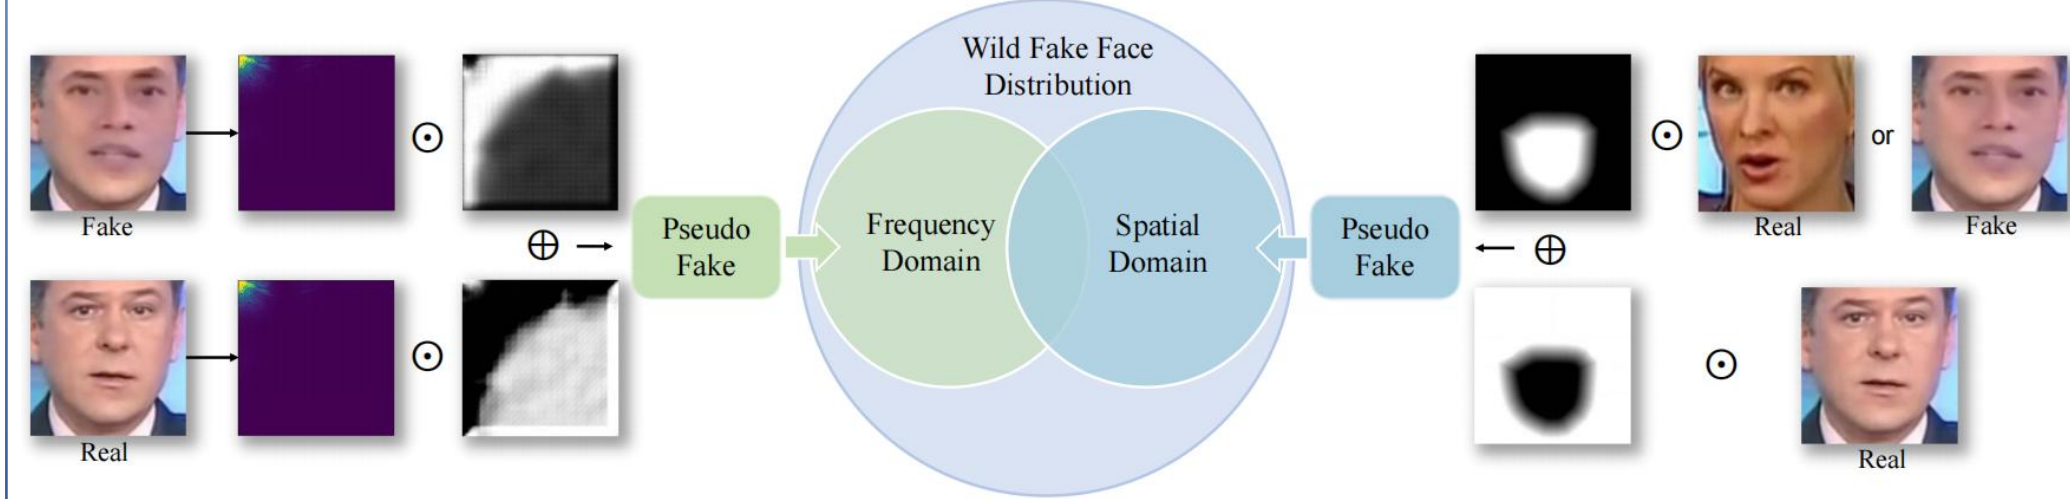 Wild Fake Face
Distribution
Fake
Real
Pseudo
Fake
Frequency
Domain
Spatial
Domain
Pseudo
Fake
or
Real
Fake
Real